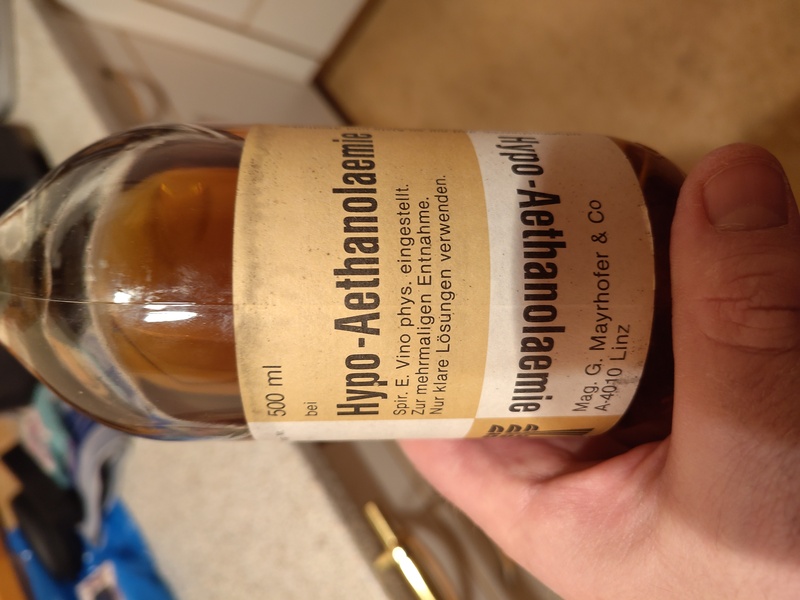 500 ml
bei
Hypo-Aethanolaemie
Spir. E. Vino phys. eingestellt.
Zur mehrmaligen Entnahme.
Nur klare Lösungen verwenden.
Hypo-Aethanolaemie
Mag. G. Mayrhofer & Co
A-4010 Linz